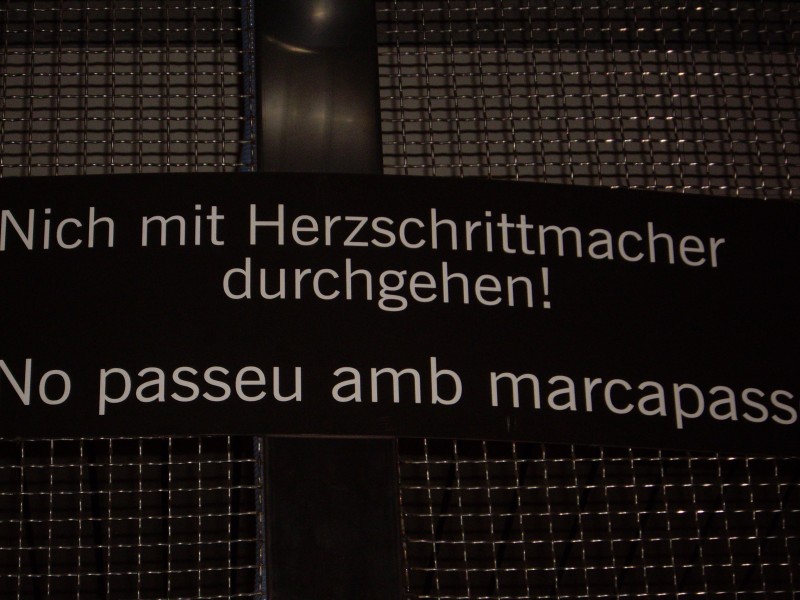 Nich mit Herzschrittmacher
durchgehen!
No passeu amb marcapass